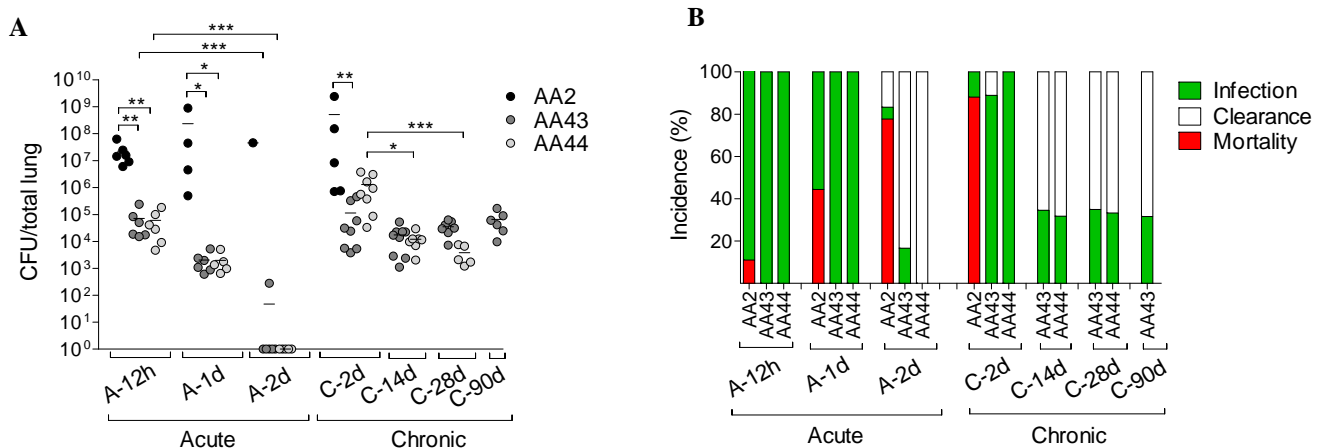 A
***
***
*
*
**
**
**
***
*
CFU/total lung
10^10
10^9
10^8
10^7
10^6
10^5
10^4
10^3
10^2
10^1
10^0
AA2
AA43
AA44
A-12h
A-1d
A-2d
C-2d
C-14d
C-28d
C-90d
Acute
Chronic
B
Incidence (%)
100
80
60
40
20
Infection
Clearance
Mortality
AA2
AA43
AA44
AA2
AA43
AA44
AA2
AA43
AA44
AA2
AA43
AA44
AA43
AA44
AA43
AA44
AA43
A-12h
A-1d
A-2d
C-2d
C-14d
C-28d
C-90d
Acute
Chronic